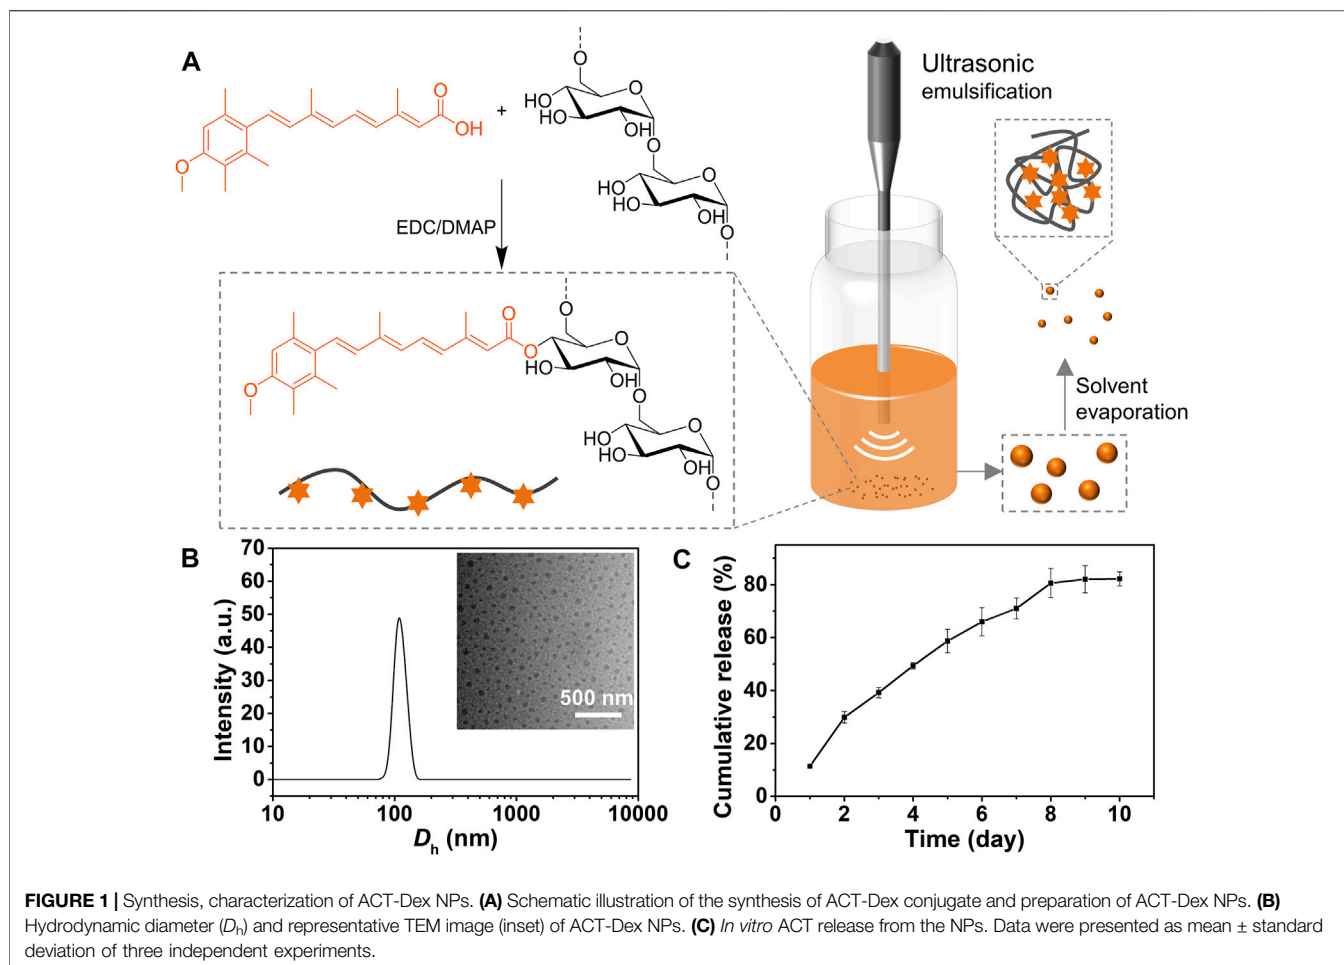 A
O
OH
O
+
O
O
HO
HO
OH
O
O
O
HO
HO
OH
O
EDC/DMAP
O
O
O
O
O
HO
OH
O
O
O
HO
HO
OH
O
Ultrasonic
emulsification
Solvent
evaporation
B
70
60
50
40
30
20
10
0
Intensity (a.u.)
500 nm
10 100 1000 10000
Dh (nm)
C
80
60
40
20
0
Cumulative release (%)
0 2 4 6 8 10
Time (day)
FIGURE 1 | Synthesis, characterization of ACT-Dex NPs. (A) Schematic illustration of the synthesis of ACT-Dex conjugate and preparation of ACT-Dex NPs. (B)
Hydrodynamic diameter (Dh) and representative TEM image (inset) of ACT-Dex NPs. (C) In vitro ACT release from the NPs. Data were presented as mean ± standard
deviation of three independent experiments.